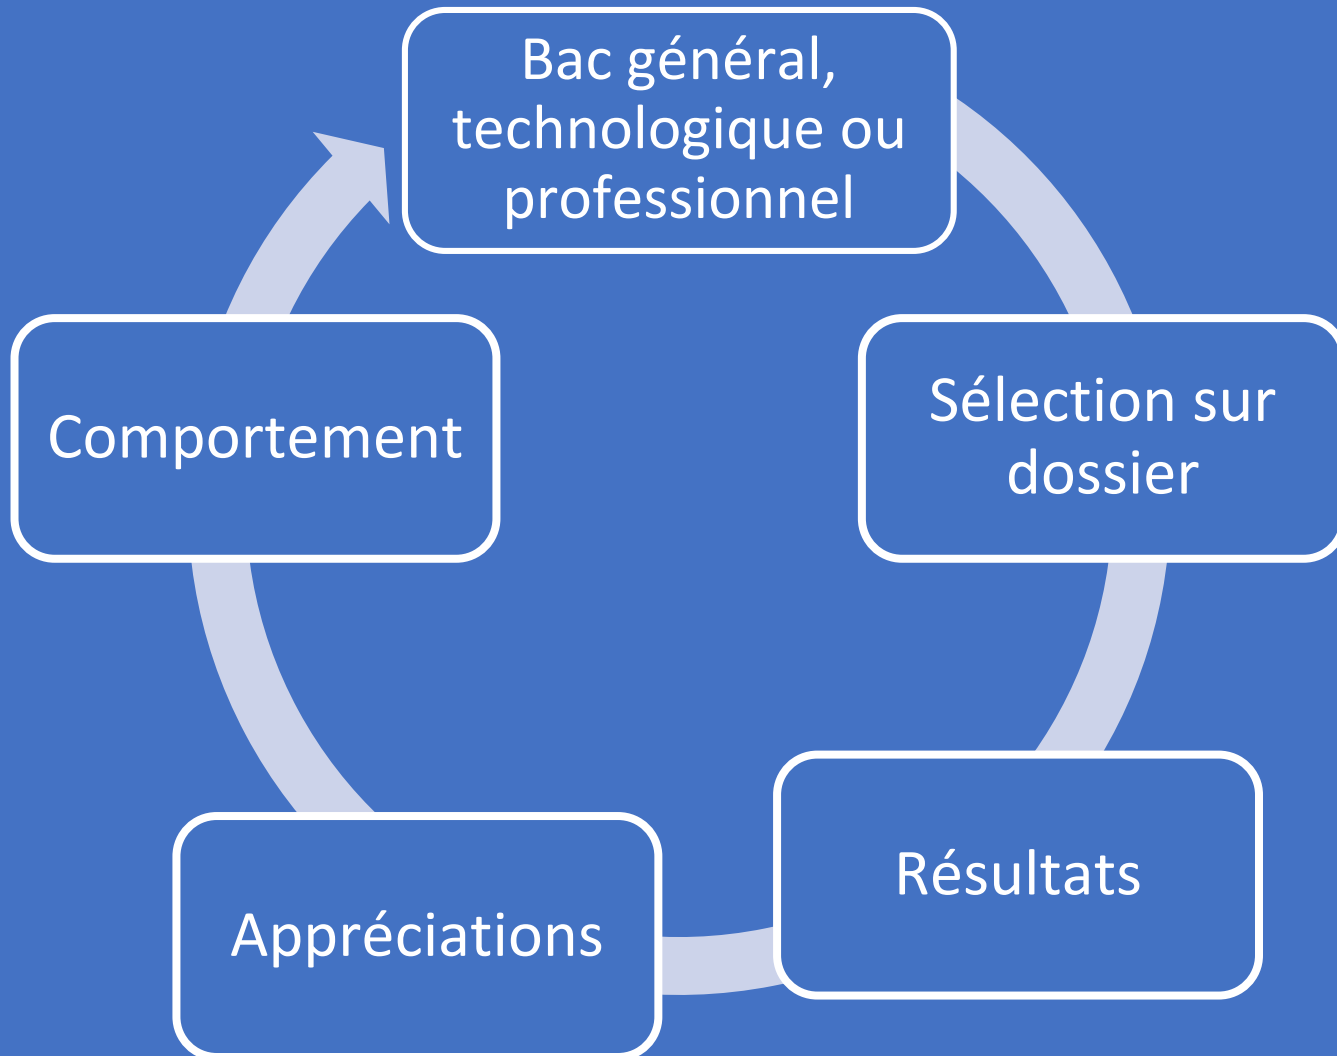 Bac général,
technologique ou
professionnel
Sélection sur
dossier
Résultats
Appréciations
Comportement